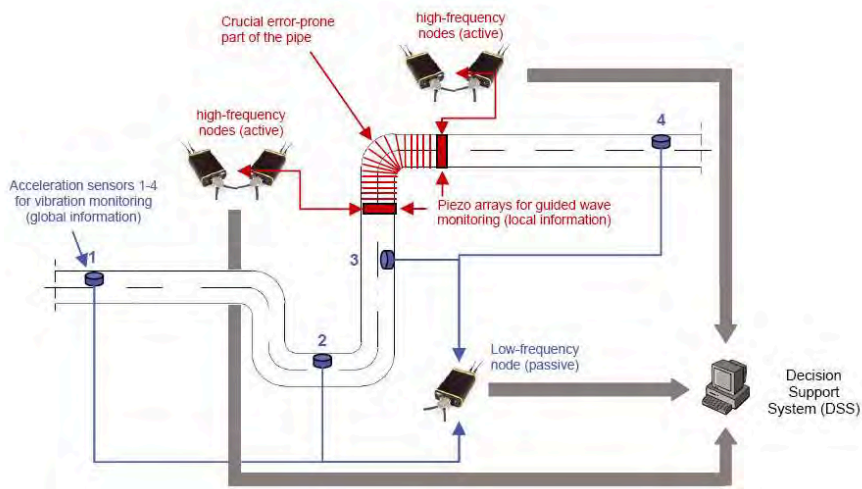 Crucial error-prone
part of the pipe
high-frequency
nodes (active)
high-frequency
nodes (active)
4
Acceleration sensors 1-4
for vibration monitoring
(global information)
Piezo arrays for guided wave
monitoring (local information)
1
3
2
Low-frequency
node (passive)
Decision
Support
System (DSS)